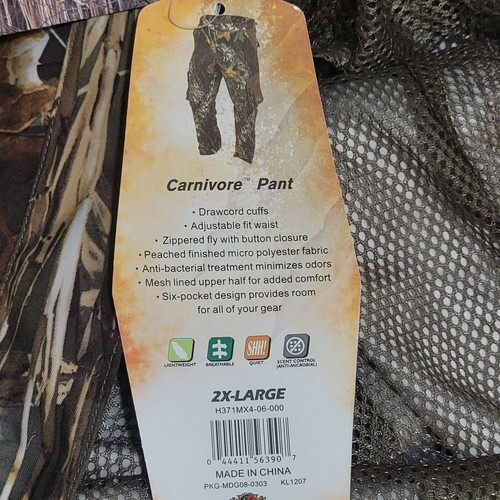 Carnivore™ Pant
• Drawcord cuffs
• Adjustable fit waist
• Zippered fly with button closure
• Peached finished micro polyester fabric
• Anti-bacterial treatment minimizes odors
• Mesh lined upper half for added comfort
• Six-pocket design provides room
for all of your gear
SHH!
LIGHTWEIGHT BREATHABLE QUIET SCENT CONTROL
(ANTI-MICROBIAL)
2X-LARGE
H371MX4-06-000
0 44411 56390 7
MADE IN CHINA
PKG-MDG08-0303 KL1207